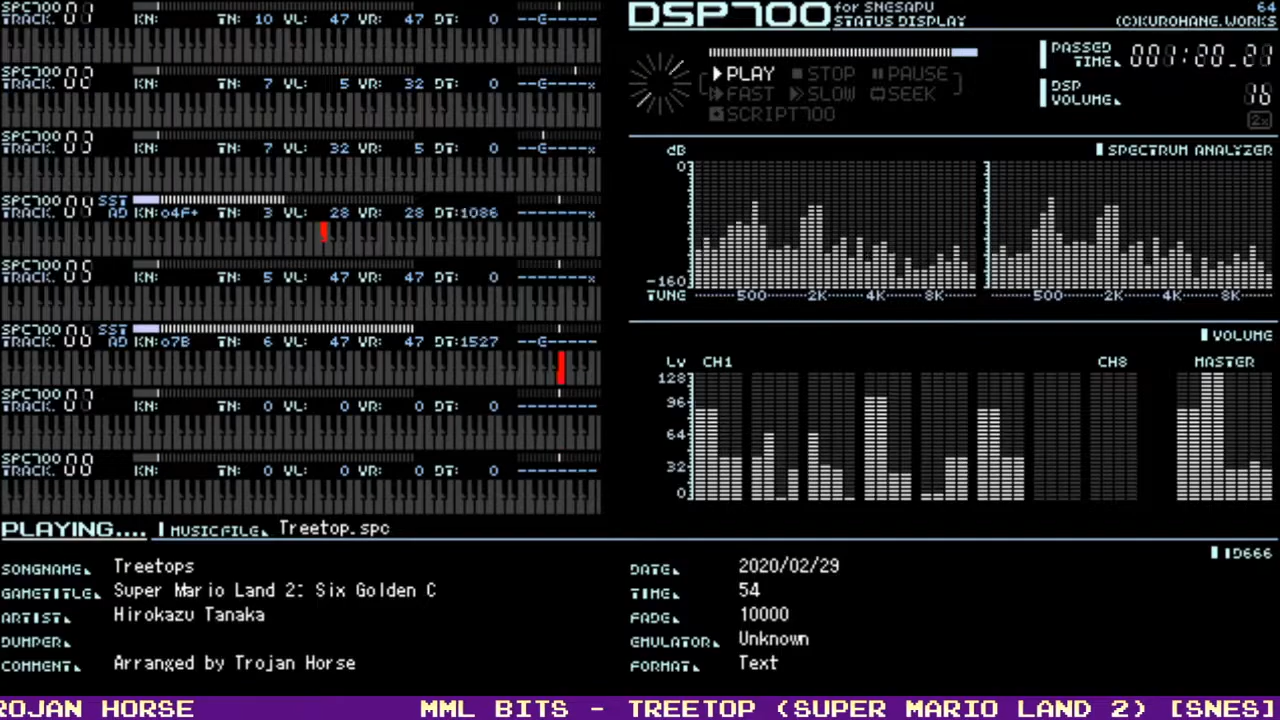 SPC700 TRACK. 01 KN: TN: 10 VL: 47 VR: 47 DT: 0
SPC700 TRACK. 02 KN: TN: 7 VL: 5 VR: 32 DT: 0
SPC700 TRACK. 03 KN: TN: 7 VL: 32 VR: 5 DT: 0
SPC700 TRACK. 04 SST AD KN:o4F+ TN: 3 VL: 28 VR: 28 DT:1086
SPC700 TRACK. 05 KN: TN: 5 VL: 47 VR: 47 DT: 0
SPC700 TRACK. 06 SST AD KN:o7B TN: 6 VL: 47 VR: 47 DT:1527
SPC700 TRACK. 07 KN: TN: 0 VL: 0 VR: 0 DT: 0
SPC700 TRACK. 08 KN: TN: 0 VL: 0 VR: 0 DT: 0
DSP700 for SNESAPU STATUS DISPLAY
64
(C)KUROHANE.WORKS
PLAY STOP PAUSE
FAST SLOW SEEK
SCRIPT700
PASSED TIME. 001:00_01
DSP VOLUME. 16
2x
dB SPECTRUM ANALYZER
0
-160
TUNE 500 2K 4K 8K 500 2K 4K 8K
VOLUME
Lv CH1 CH8 MASTER
128
96
64
32
0
PLAYING.... MUSICFILE. Treetop.spc
ID666
SONGNAME. Treetops
GAMETITLE. Super Mario Land 2: Six Golden C
ARTIST. Hirokazu Tanaka
DUMPER.
COMMENT. Arranged by Trojan Horse
DATE. 2020/02/29
TIME. 54
FADE. 10000
EMULATOR. Unknown
FORMAT. Text
ROJAN HORSE MML BITS - TREETOP (SUPER MARIO LAND 2) [SNES]